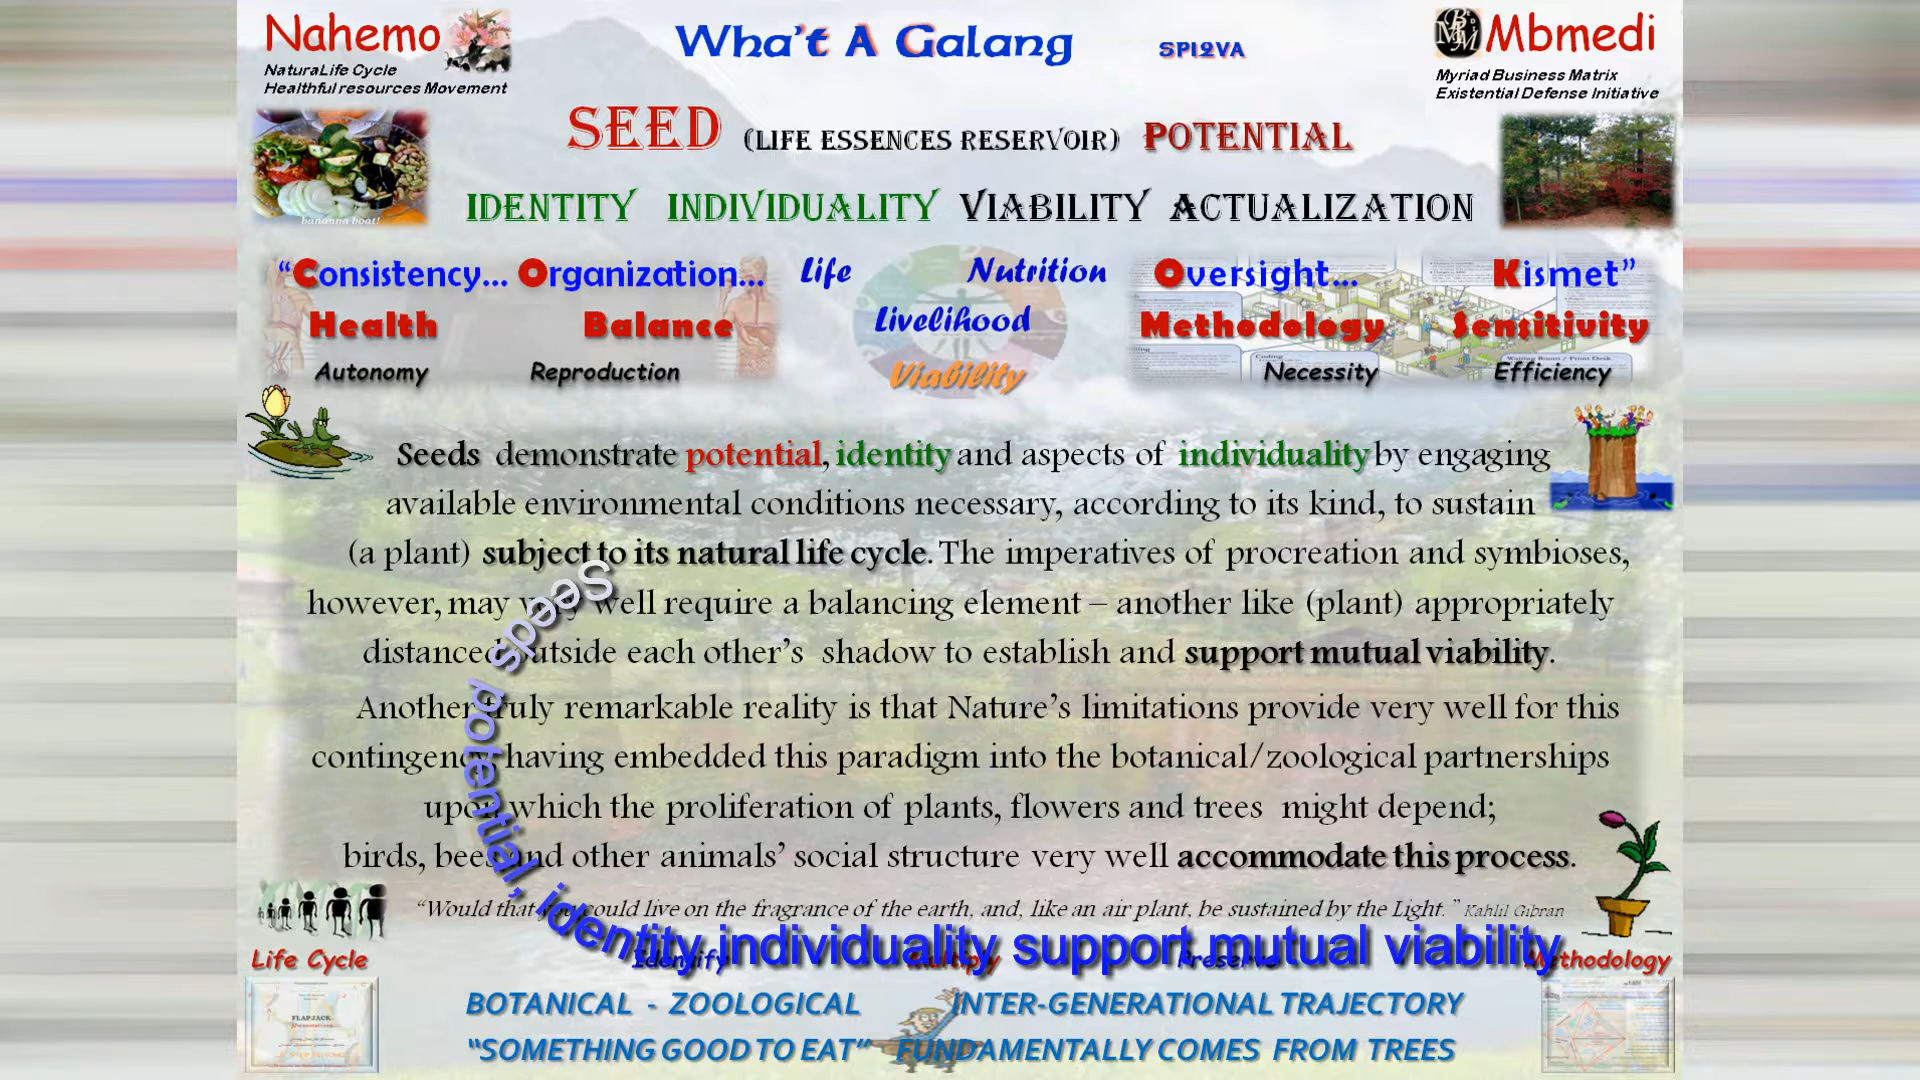 Nahemo
NaturaLife Cycle
Healthful resources Movement
Wha't A Galang
SPI2VA
Mbmedi
Myriad Business Matrix
Existential Defense Initiative
SEED (LIFE ESSENCES RESERVOIR) POTENTIAL
bananna boat!
IDENTITY INDIVIDUALITY VIABILITY ACTUALIZATION
“Consistency... Organization... Life Nutrition Oversight... Kismet”
Health Balance Livelihood Methodology Sensitivity
Autonomy Reproduction Viability Necessity Efficiency
Seeds demonstrate potential, identity and aspects of individuality by engaging
available environmental conditions necessary, according to its kind, to sustain
(a plant) subject to its natural life cycle. The imperatives of procreation and symbioses,
however, may very well require a balancing element – another like (plant) appropriately
distanced outside each other’s shadow to establish and support mutual viability.
Another truly remarkable reality is that Nature’s limitations provide very well for this
contingency, having embedded this paradigm into the botanical/zoological partnerships
upon which the proliferation of plants, flowers and trees might depend;
birds, bees and other animals’ social structure very well accommodate this process.
“Would that you could live on the fragrance of the earth, and, like an air plant, be sustained by the Light.” Kahlil Gibran
Seeds potential, identity individuality support mutual viability
Life Cycle Identify Multiply Preserve Methodology
BOTANICAL - ZOOLOGICAL INTER-GENERATIONAL TRAJECTORY
FLAPJACK
“SOMETHING GOOD TO EAT” FUNDAMENTALLY COMES FROM TREES